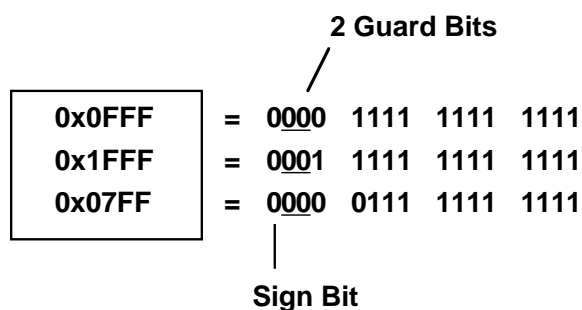 2 Guard Bits
0x0FFF = 0000 1111 1111 1111
0x1FFF = 0001 1111 1111 1111
0x07FF = 0000 0111 1111 1111
Sign Bit